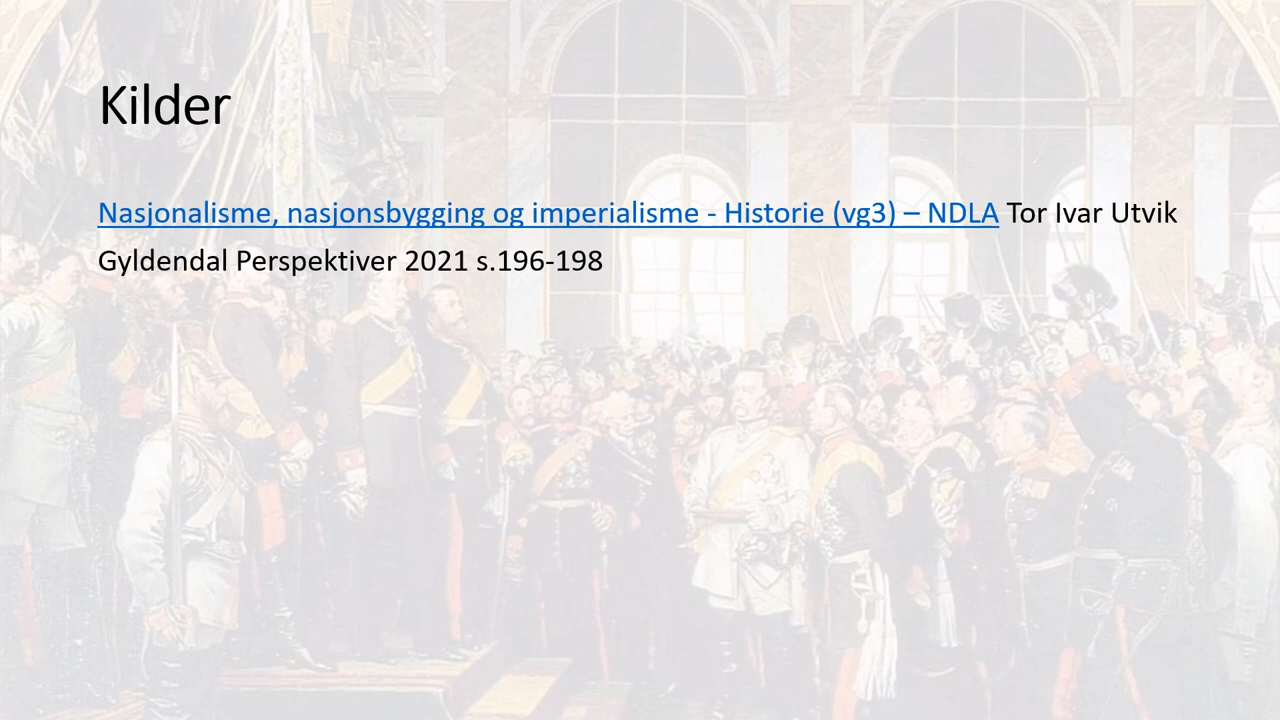 Kilder
Nasjonalisme, nasjonsbygging og imperialisme - Historie (vg3) – NDLA Tor Ivar Utvik
Gyldendal Perspektiver 2021 s.196-198